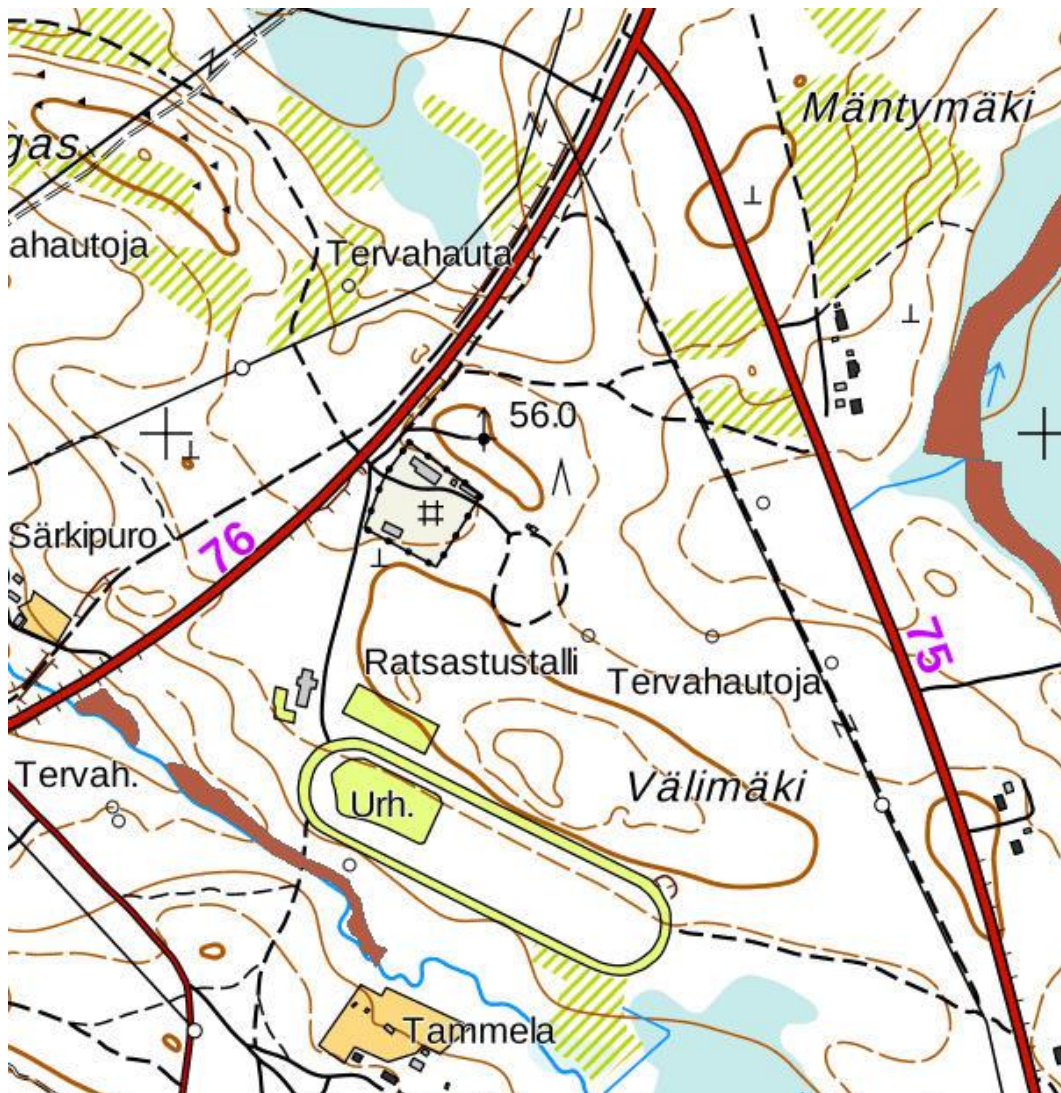 Mäntymäki
gas
ahautoja
Tervahauta
56.0
Särkipuro
76
75
Ratsastustalli
Tervahautoja
Tervah.
Urh.
Välimäki
Tammela